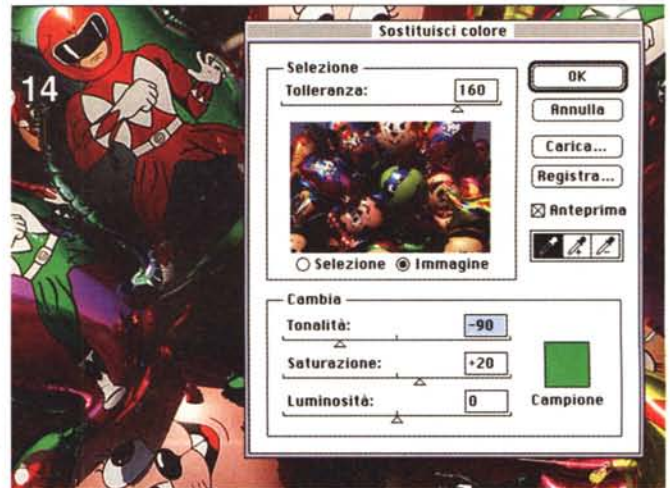 14
Sostituisci colore
Selezione
Tolleranza: 160
Selezione Immagine
OK
Annulla
Carica...
Registra...
Anteprima
Cambia
Tonalità: -90
Saturazione: +20
Luminosità: 0
Campione